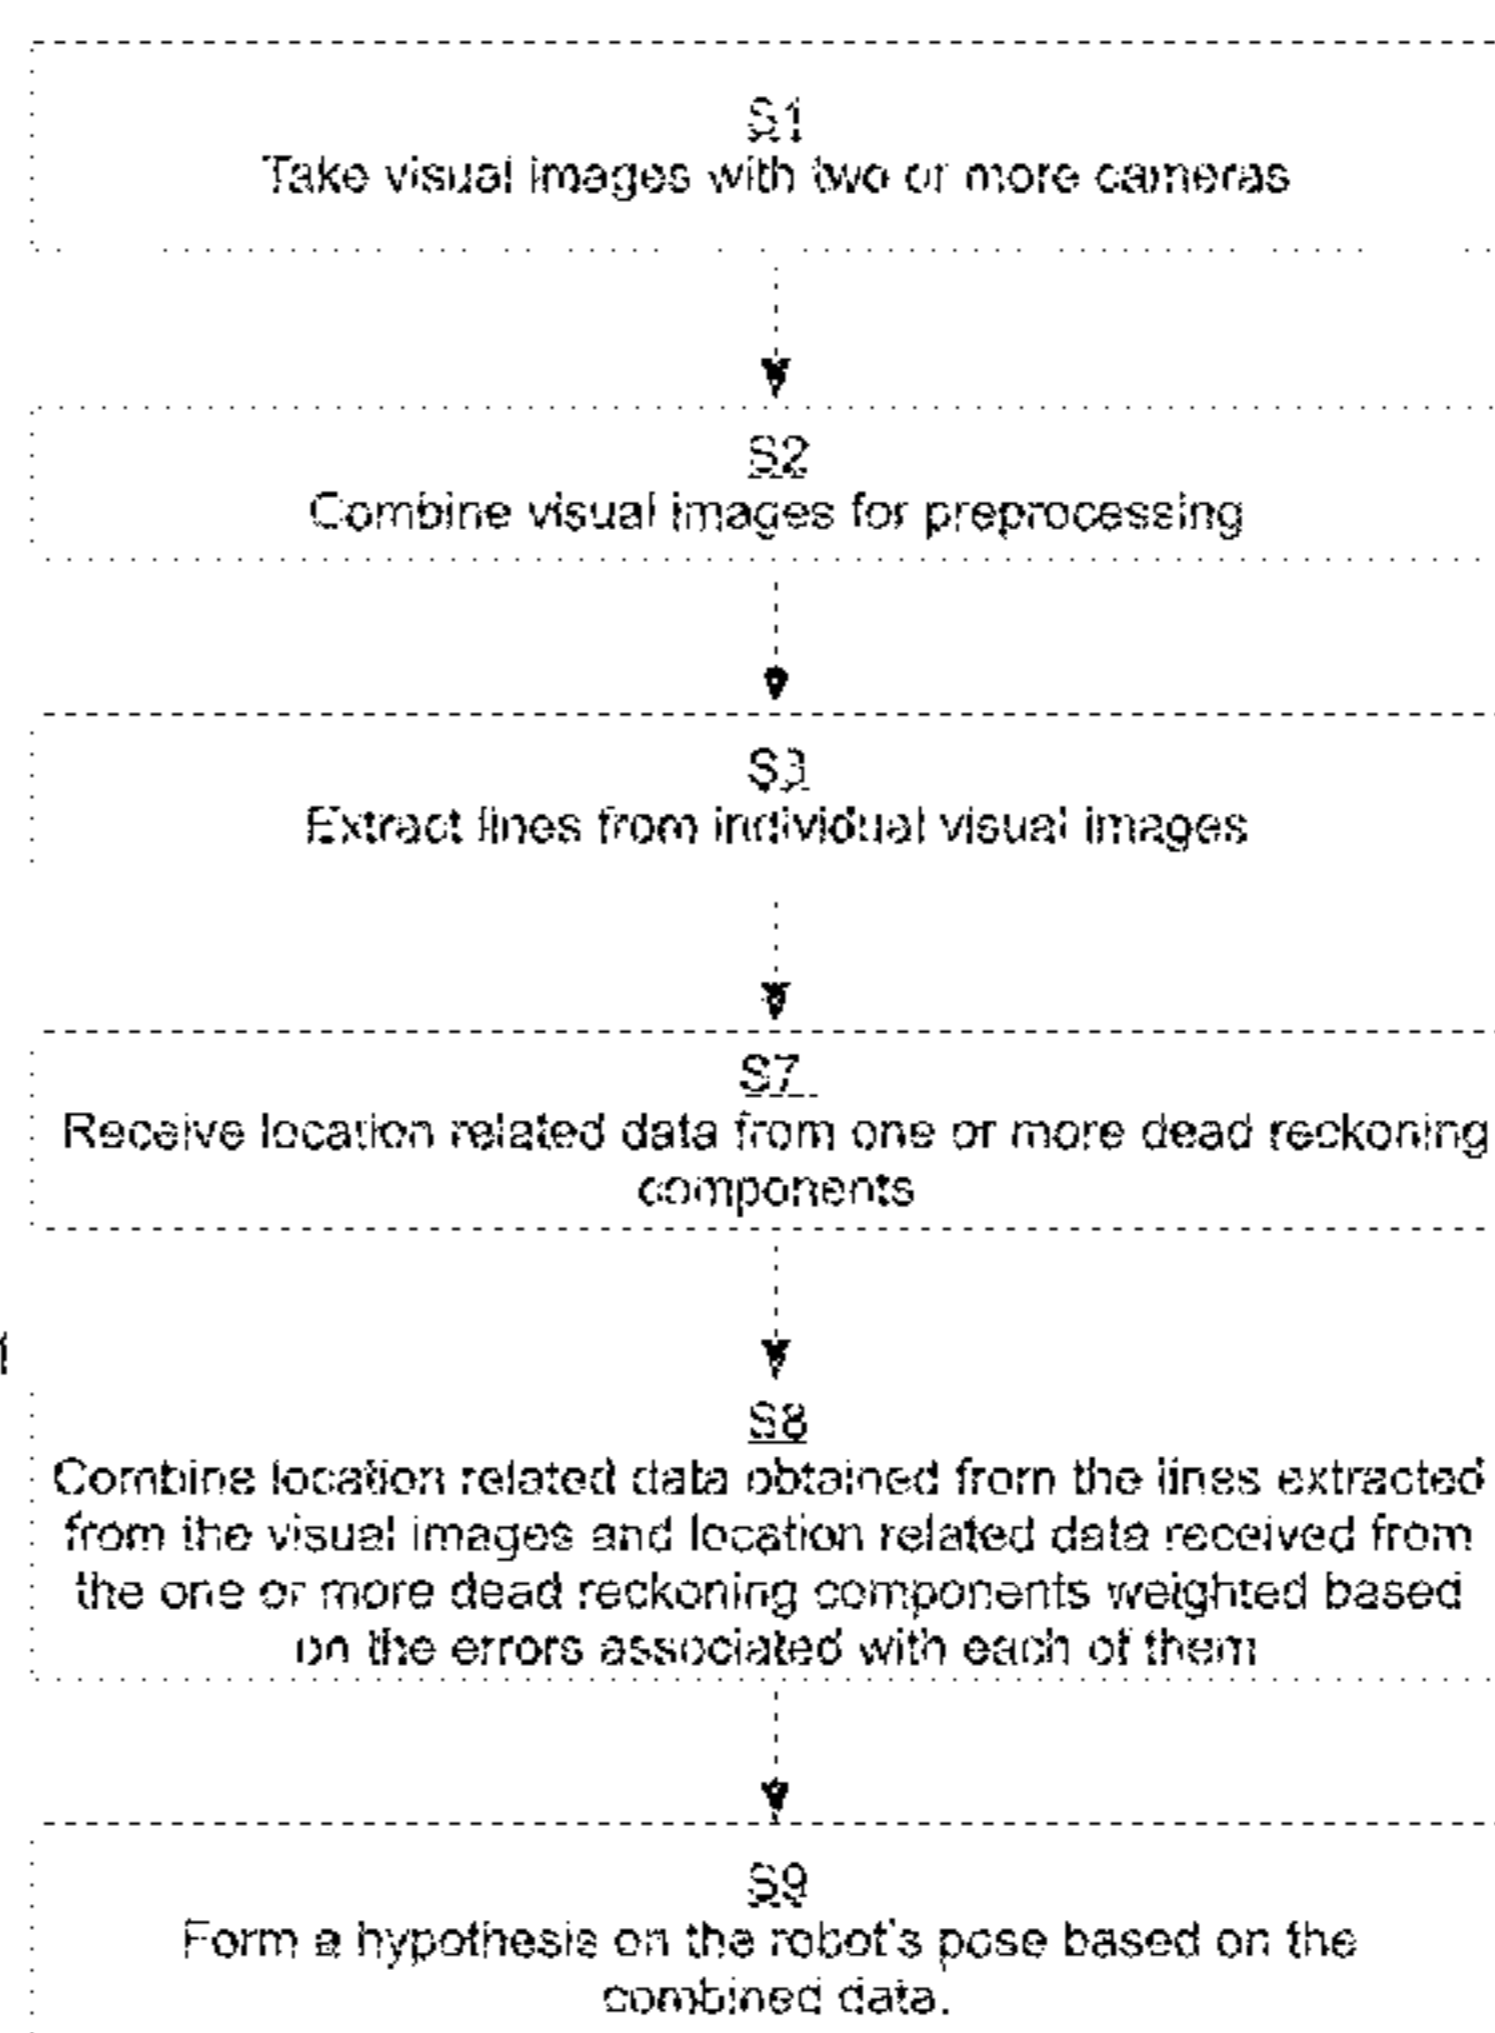 S1
Take visual images with two or more cameras
S2
Combine visual images for preprocessing
S3
Extract lines from individual visual images
S7
Receive location related data from one or more dead reckoning
components
S8
Combine location related data obtained from the lines extracted
from the visual images and location related data received from
the one or more dead reckoning components weighted based
on the errors associated with each of them
S9
Form a hypothesis on the robot's pose based on the
combined data.